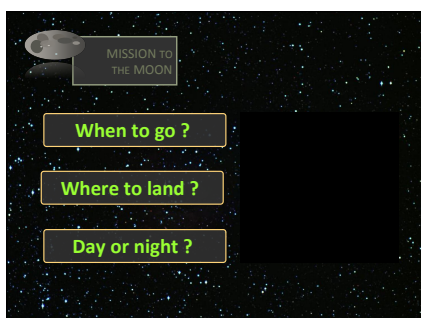 MISSION TO
THE MOON
When to go ?
Where to land ?
Day or night ?